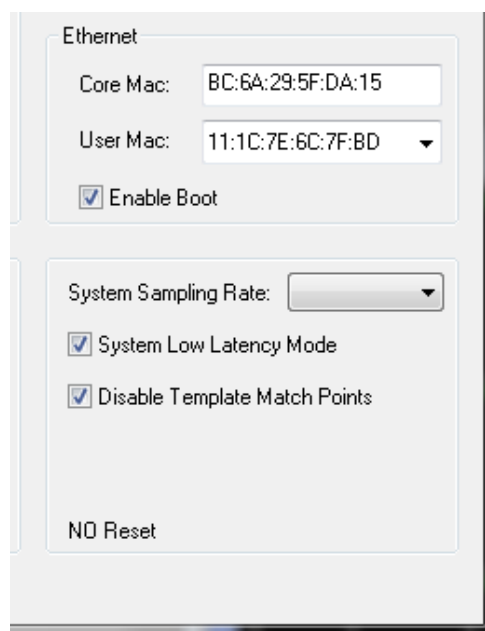 Ethernet
Core Mac: BC:6A:29:5F:DA:15
User Mac: 11:1C:7E:6C:7F:BD
Enable Boot
System Sampling Rate:
System Low Latency Mode
Disable Template Match Points
NO Reset